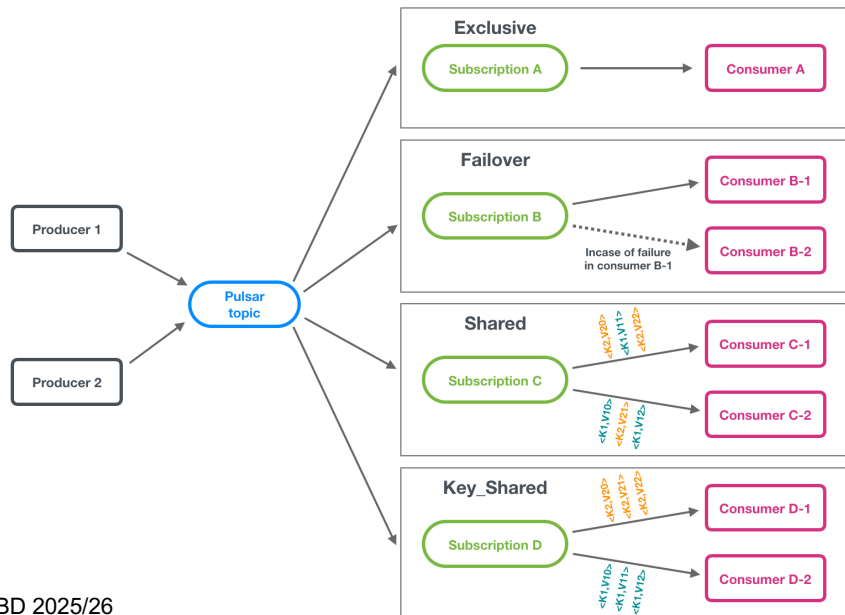 Exclusive
Subscription A
Consumer A
Failover
Subscription B
Consumer B-1
Incase of failure
in consumer B-1
Consumer B-2
Producer 1
Pulsar
topic
Producer 2
Shared
Subscription C
<K2,V20>
<K1,V11>
<K2,V22>
Consumer C-1
<K1,V10>
<K2,V21>
<K1,V12>
Consumer C-2
Key_Shared
Subscription D
<K2,V20>
<K2,V21>
<K2,V22>
Consumer D-1
<K1,V10>
<K1,V11>
<K1,V12>
Consumer D-2
BD 2025/26